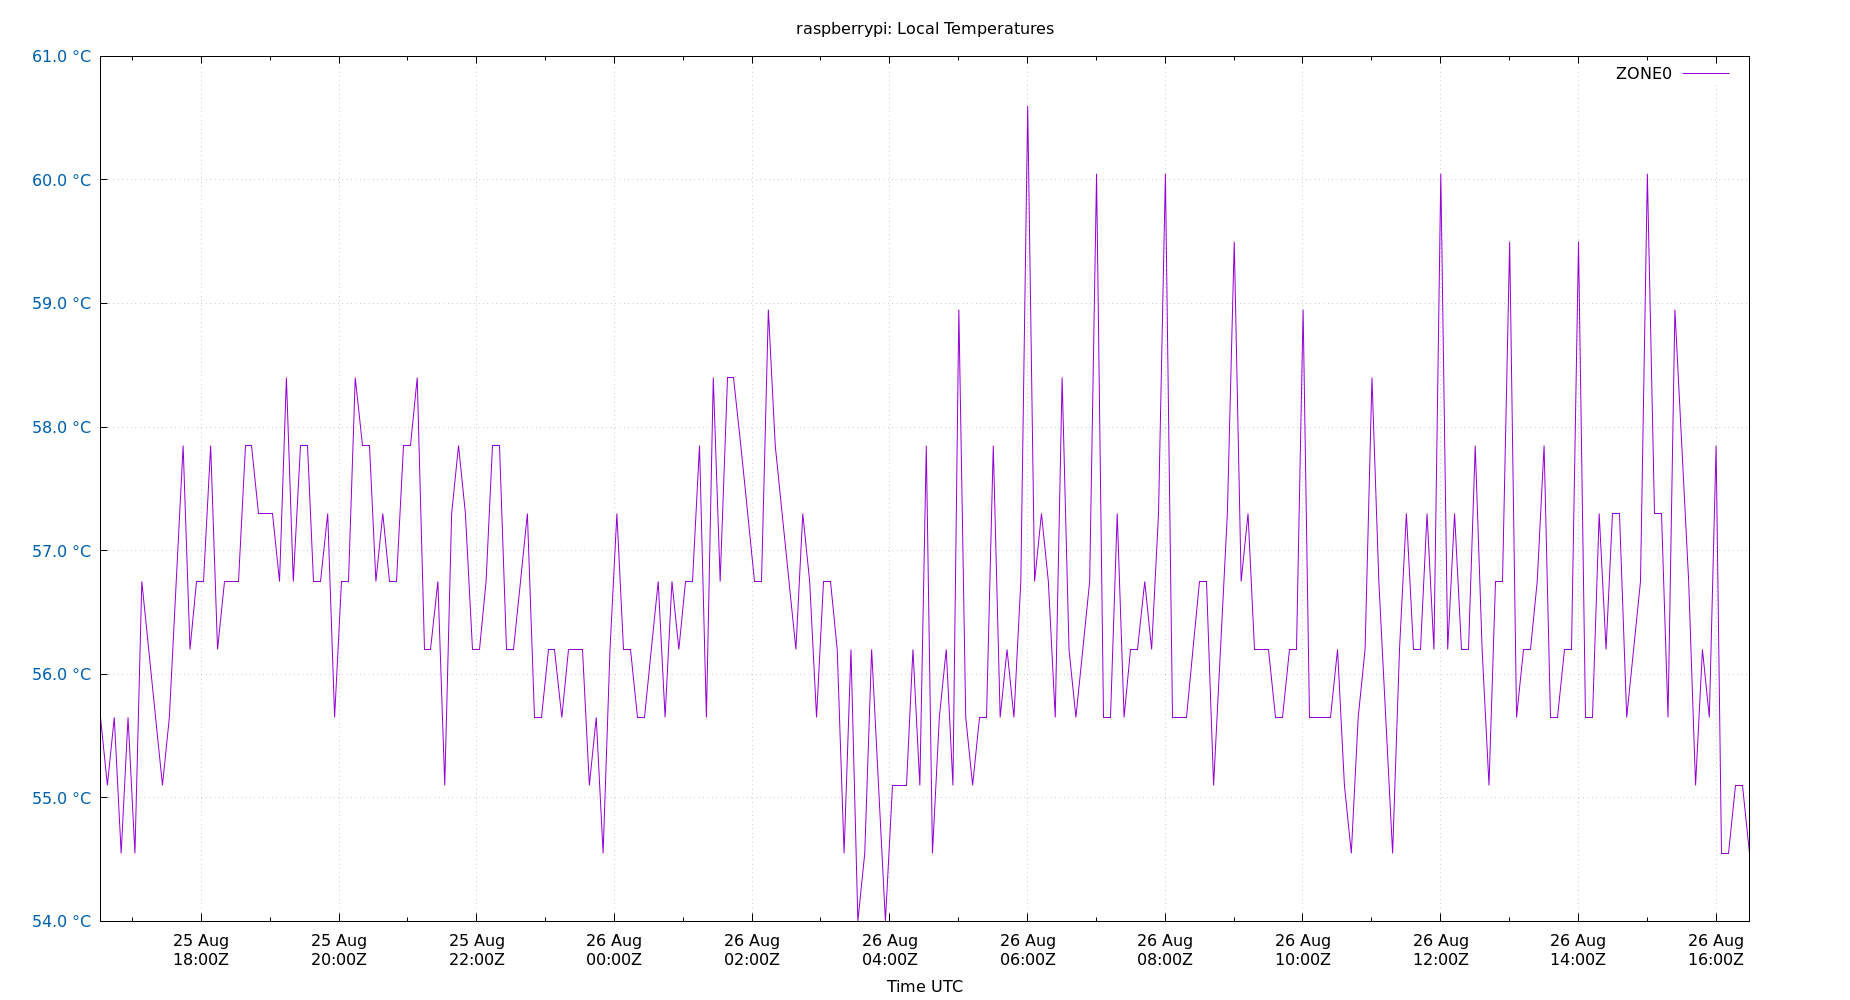 raspberrypi: Local Temperatures
61.0 °C
ZONE0
60.0 °C
59.0 °C
58.0 °C
57.0 °C
56.0 °C
55.0 °C
54.0 °C
25 Aug 25 Aug 25 Aug 26 Aug 26 Aug 26 Aug 26 Aug 26 Aug 26 Aug 26 Aug 26 Aug 26 Aug
18:00Z 20:00Z 22:00Z 00:00Z 02:00Z 04:00Z 06:00Z 08:00Z 10:00Z 12:00Z 14:00Z 16:00Z
Time UTC